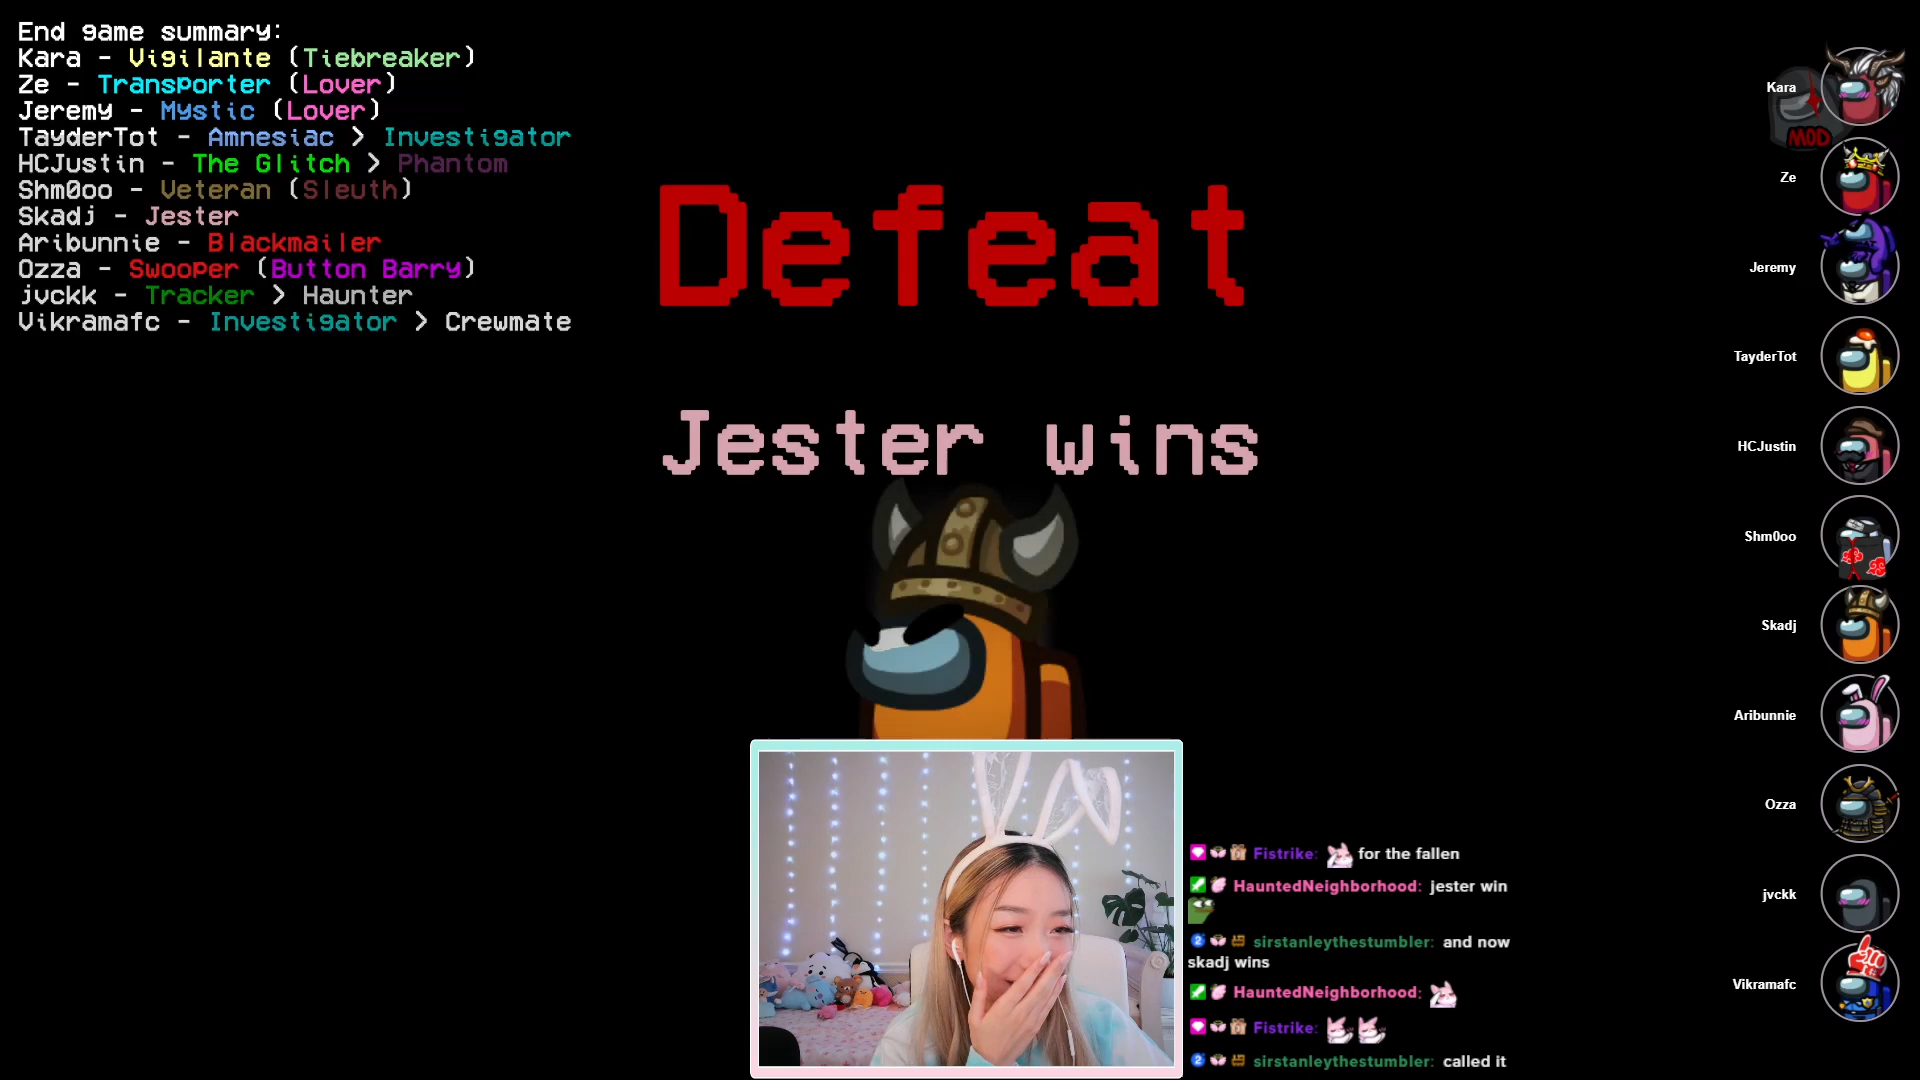 End game summary:
Kara - Vigilante (Tiebreaker)
Ze - Transporter (Lover)
Jeremy - Mystic (Lover)
TayderTot - Amnesiac > Investigator
HCJustin - The Glitch > Phantom
Shm0oo - Veteran (Sleuth)
Skadj - Jester
Aribunnie - Blackmailer
Ozza - Swooper (Button Barry)
jvckk - Tracker > Haunter
Vikramafc - Investigator > Crewmate
Defeat
Jester wins
Kara
MOD
Ze
Jeremy
TayderTot
HCJustin
Shm0oo
Skadj
Aribunnie
Ozza
jvckk
Vikramafc
Fistrike: for the fallen
HauntedNeighborhood: jester win
2 sirstanleythestumbler: and now
skadj wins
HauntedNeighborhood:
Fistrike:
2 sirstanleythestumbler: called it